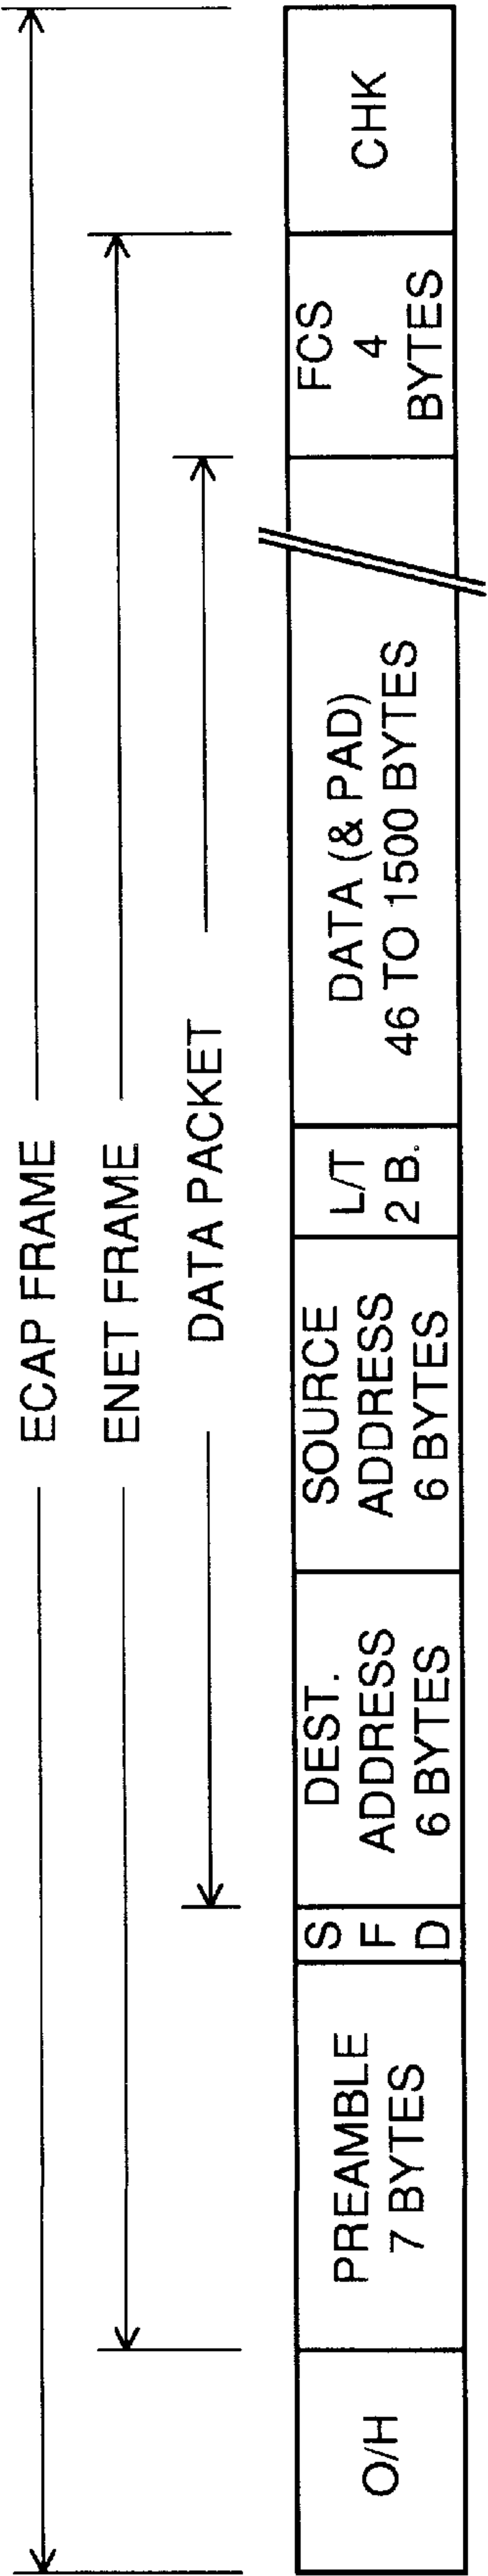 ECAP FRAME
ENET FRAME
DATA PACKET
O/H
PREAMBLE
7 BYTES
S
F
D
DEST.
ADDRESS
6 BYTES
SOURCE
ADDRESS
6 BYTES
L/T
2 B.
DATA (& PAD)
46 TO 1500 BYTES
FCS
4
BYTES
CHK